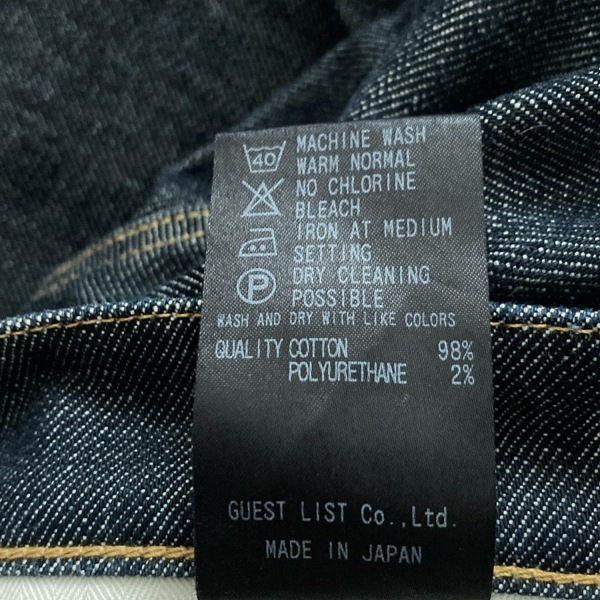 40 MACHINE WASH
WARM NORMAL
NO CHLORINE
BLEACH
IRON AT MEDIUM
SETTING
P DRY CLEANING
POSSIBLE
WASH AND DRY WITH LIKE COLORS
QUALITY COTTON 98%
POLYURETHANE 2%
GUEST LIST Co.,Ltd.
MADE IN JAPAN